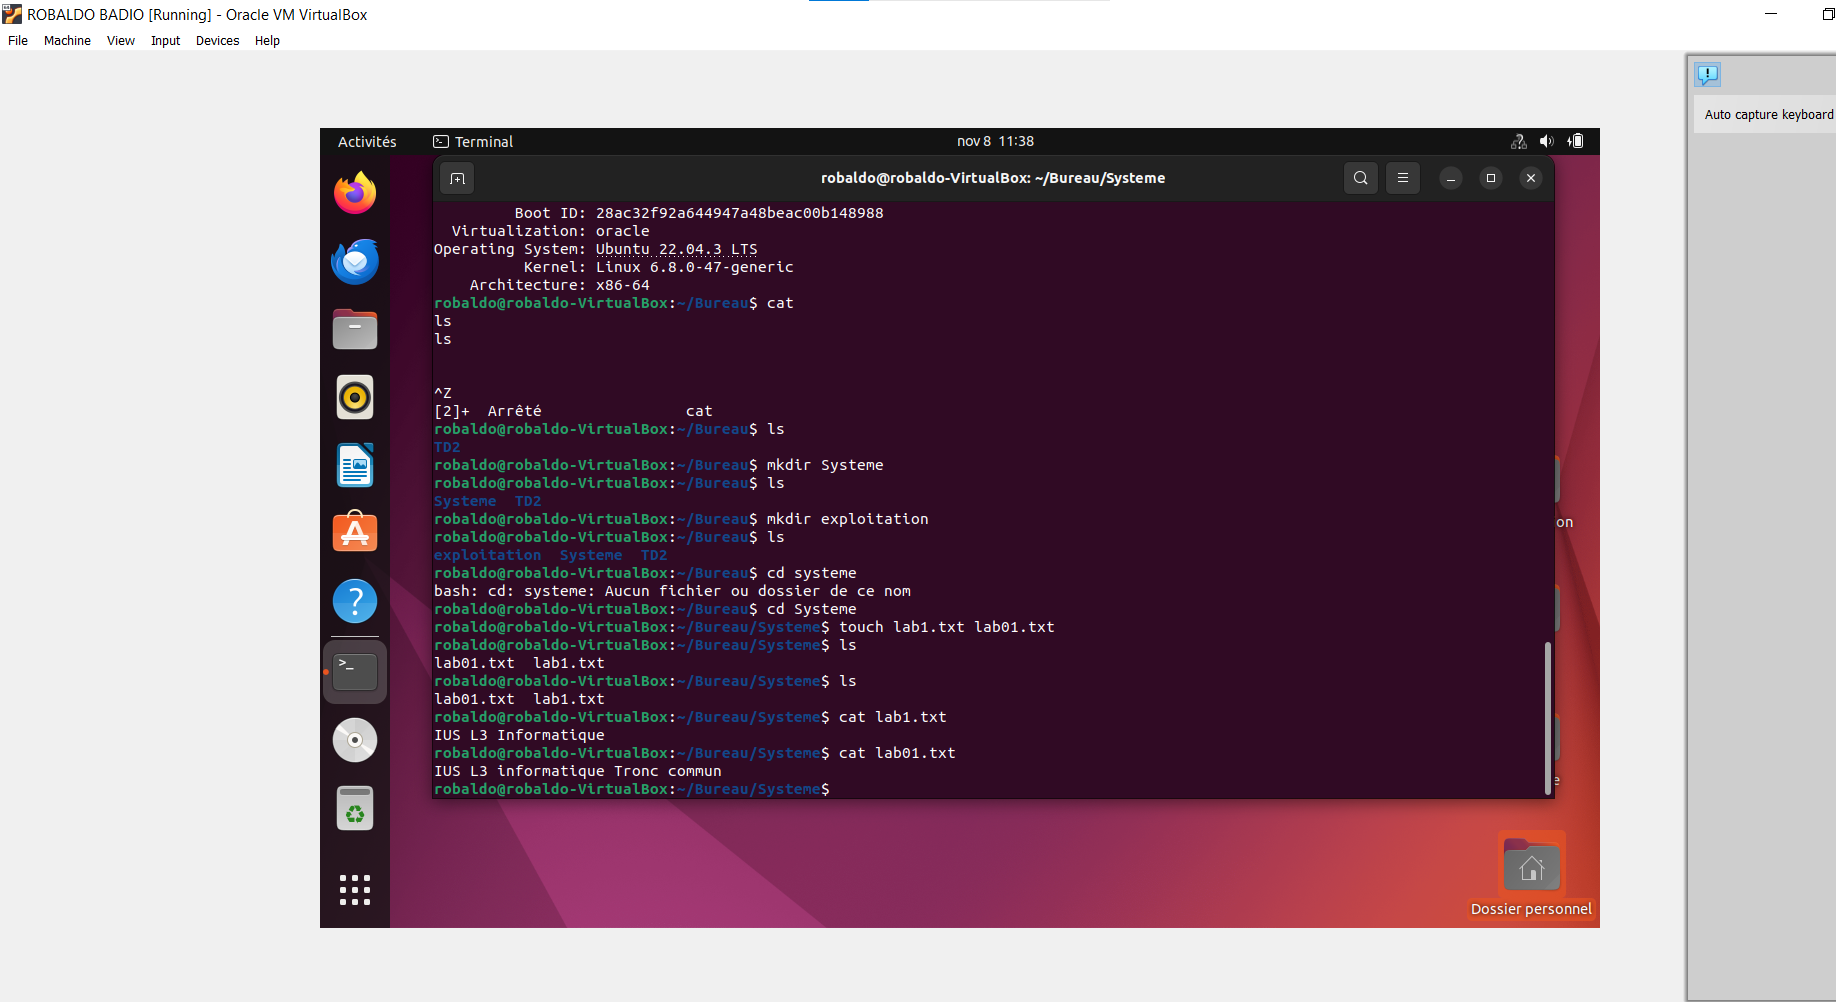 ROBALDO BADIO [Running] - Oracle VM VirtualBox
File Machine View Input Devices Help
Auto capture keyboard
Activités Terminal nov 8 11:38
robaldo@robaldo-VirtualBox: ~/Bureau/Systeme
Boot ID: 28ac32f92a644947a48beac00b148988
Virtualization: oracle
Operating System: Ubuntu 22.04.3 LTS
Kernel: Linux 6.8.0-47-generic
Architecture: x86-64
robaldo@robaldo-VirtualBox:~/Bureau$ cat
ls
ls
^Z
[2]+  Arrêté                cat
robaldo@robaldo-VirtualBox:~/Bureau$ ls
TD2
robaldo@robaldo-VirtualBox:~/Bureau$ mkdir Systeme
robaldo@robaldo-VirtualBox:~/Bureau$ ls
Systeme  TD2
robaldo@robaldo-VirtualBox:~/Bureau$ mkdir exploitation
robaldo@robaldo-VirtualBox:~/Bureau$ ls
exploitation  Systeme  TD2
robaldo@robaldo-VirtualBox:~/Bureau$ cd systeme
bash: cd: systeme: Aucun fichier ou dossier de ce nom
robaldo@robaldo-VirtualBox:~/Bureau$ cd Systeme
robaldo@robaldo-VirtualBox:~/Bureau/Systeme$ touch lab1.txt lab01.txt
robaldo@robaldo-VirtualBox:~/Bureau/Systeme$ ls
lab01.txt  lab1.txt
robaldo@robaldo-VirtualBox:~/Bureau/Systeme$ ls
lab01.txt  lab1.txt
robaldo@robaldo-VirtualBox:~/Bureau/Systeme$ cat lab1.txt
IUS L3 Informatique
robaldo@robaldo-VirtualBox:~/Bureau/Systeme$ cat lab01.txt
IUS L3 informatique Tronc commun
robaldo@robaldo-VirtualBox:~/Bureau/Systeme$
on
e
Dossier personnel